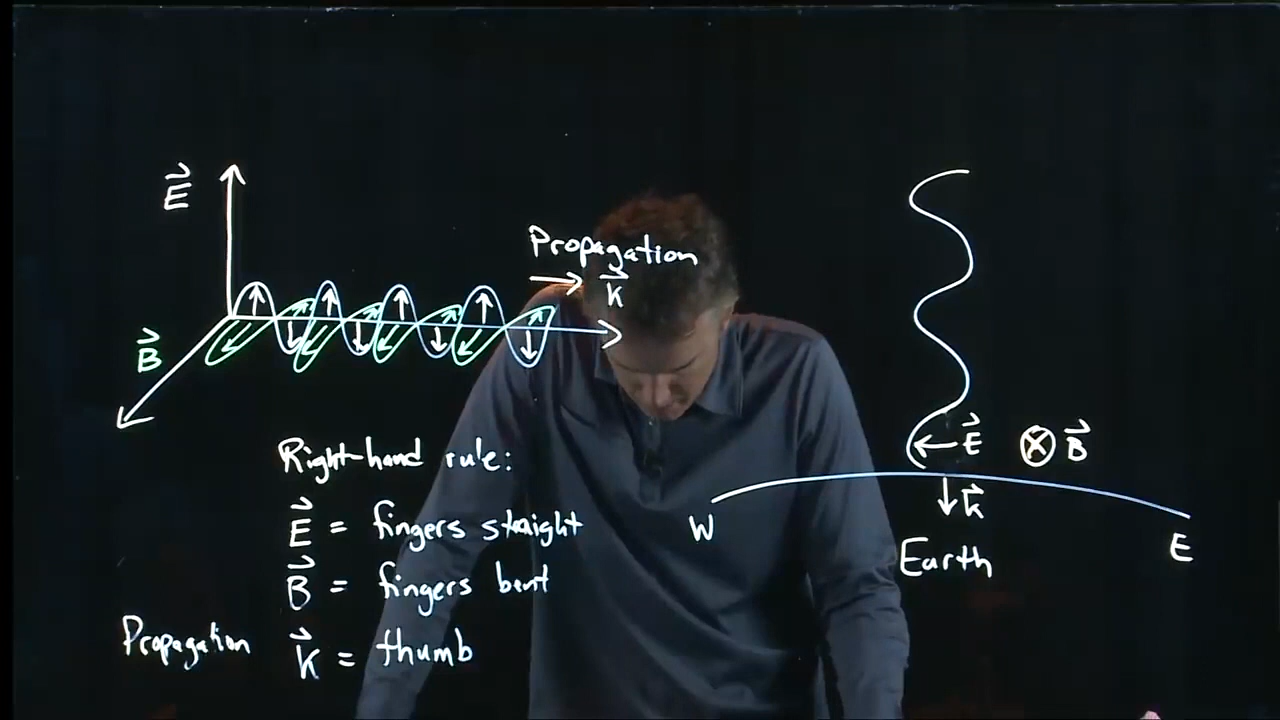 E⃗
B⃗
Propagation
k⃗
Right-hand rule:
E⃗ = fingers straight
B⃗ = fingers bent
Propagation k⃗ = thumb
E⃗ ⊗ B⃗
k⃗
W
E
Earth